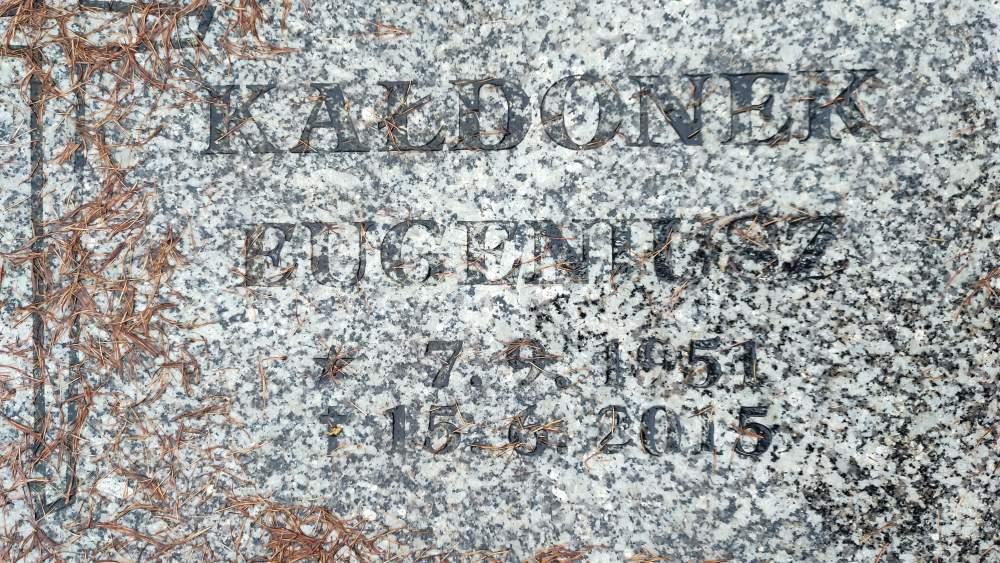 KAŁDONEK
EUGENIUSZ
* 7. 9. 1951
† 15. 6. 2015